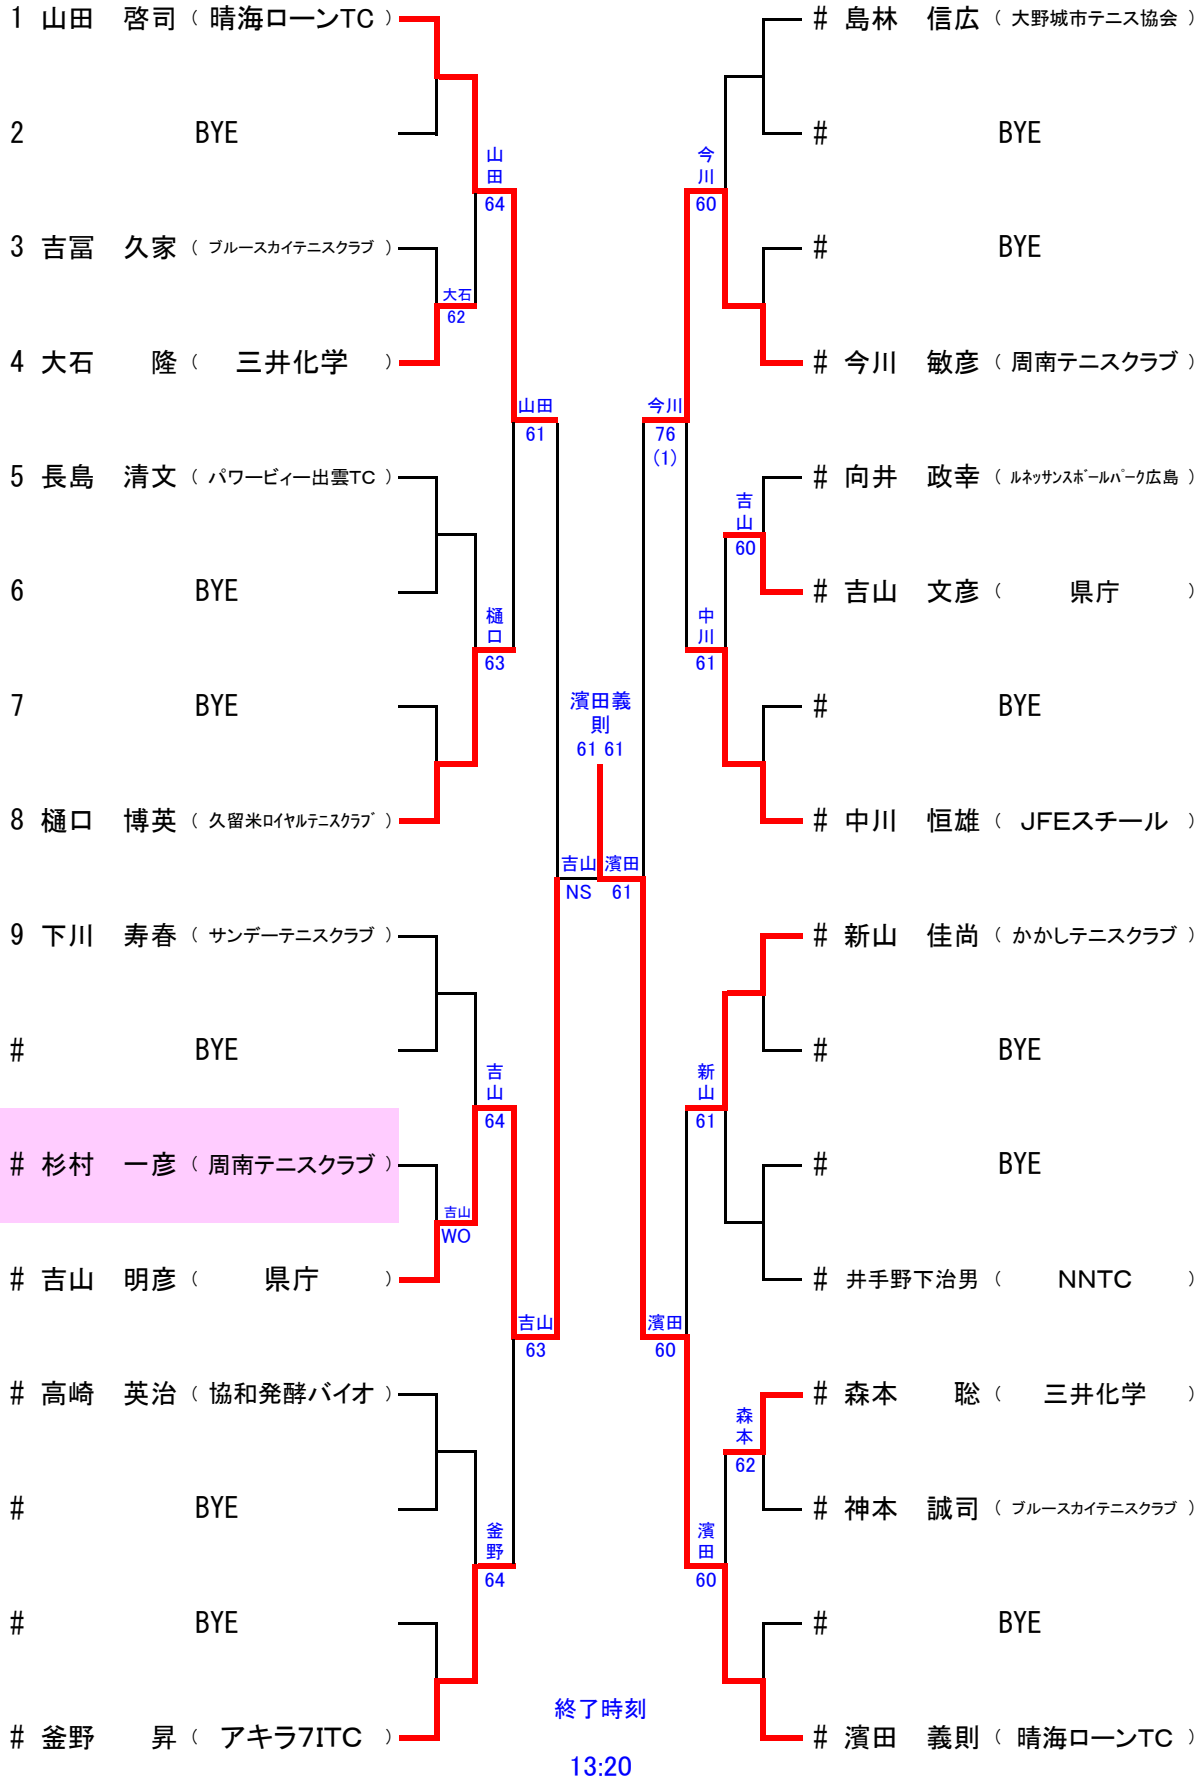 1 山田 啓司 ( 晴海ローンTC )
2 BYE
山田
64
3 吉冨 久家 ( ブルースカイテニスクラブ )
大石
62
4 大石 隆 ( 三井化学 )
山田
61
5 長島 清文 ( パワービィー出雲TC )
6 BYE
樋口
63
7 BYE
8 樋口 博英 ( 久留米ロイヤルテニスクラブ )
吉山
NS
9 下川 寿春 ( サンデーテニスクラブ )
# BYE
吉山
64
# 杉村 一彦 ( 周南テニスクラブ )
吉山
WO
# 吉山 明彦 ( 県庁 )
吉山
63
# 高崎 英治 ( 協和発酵バイオ )
# BYE
釜野
64
# BYE
# 釜野 昇 ( アキラ7ITC )
濱田義
則
61 61
# 島林 信広 ( 大野城市テニス協会 )
# BYE
今川
60
# BYE
# 今川 敏彦 ( 周南テニスクラブ )
今川
76
(1)
# 向井 政幸 ( ルネッサンスボールパーク広島 )
吉山
60
# 吉山 文彦 ( 県庁 )
中川
61
# BYE
# 中川 恒雄 ( JFEスチール )
濱田
61
# 新山 佳尚 ( かかしテニスクラブ )
# BYE
新山
61
# BYE
# 井手野下治男 ( NNTC )
濱田
60
# 森本 聡 ( 三井化学 )
森本
62
# 神本 誠司 ( ブルースカイテニスクラブ )
濱田
60
# BYE
# 濱田 義則 ( 晴海ローンTC )
終了時刻
13:20